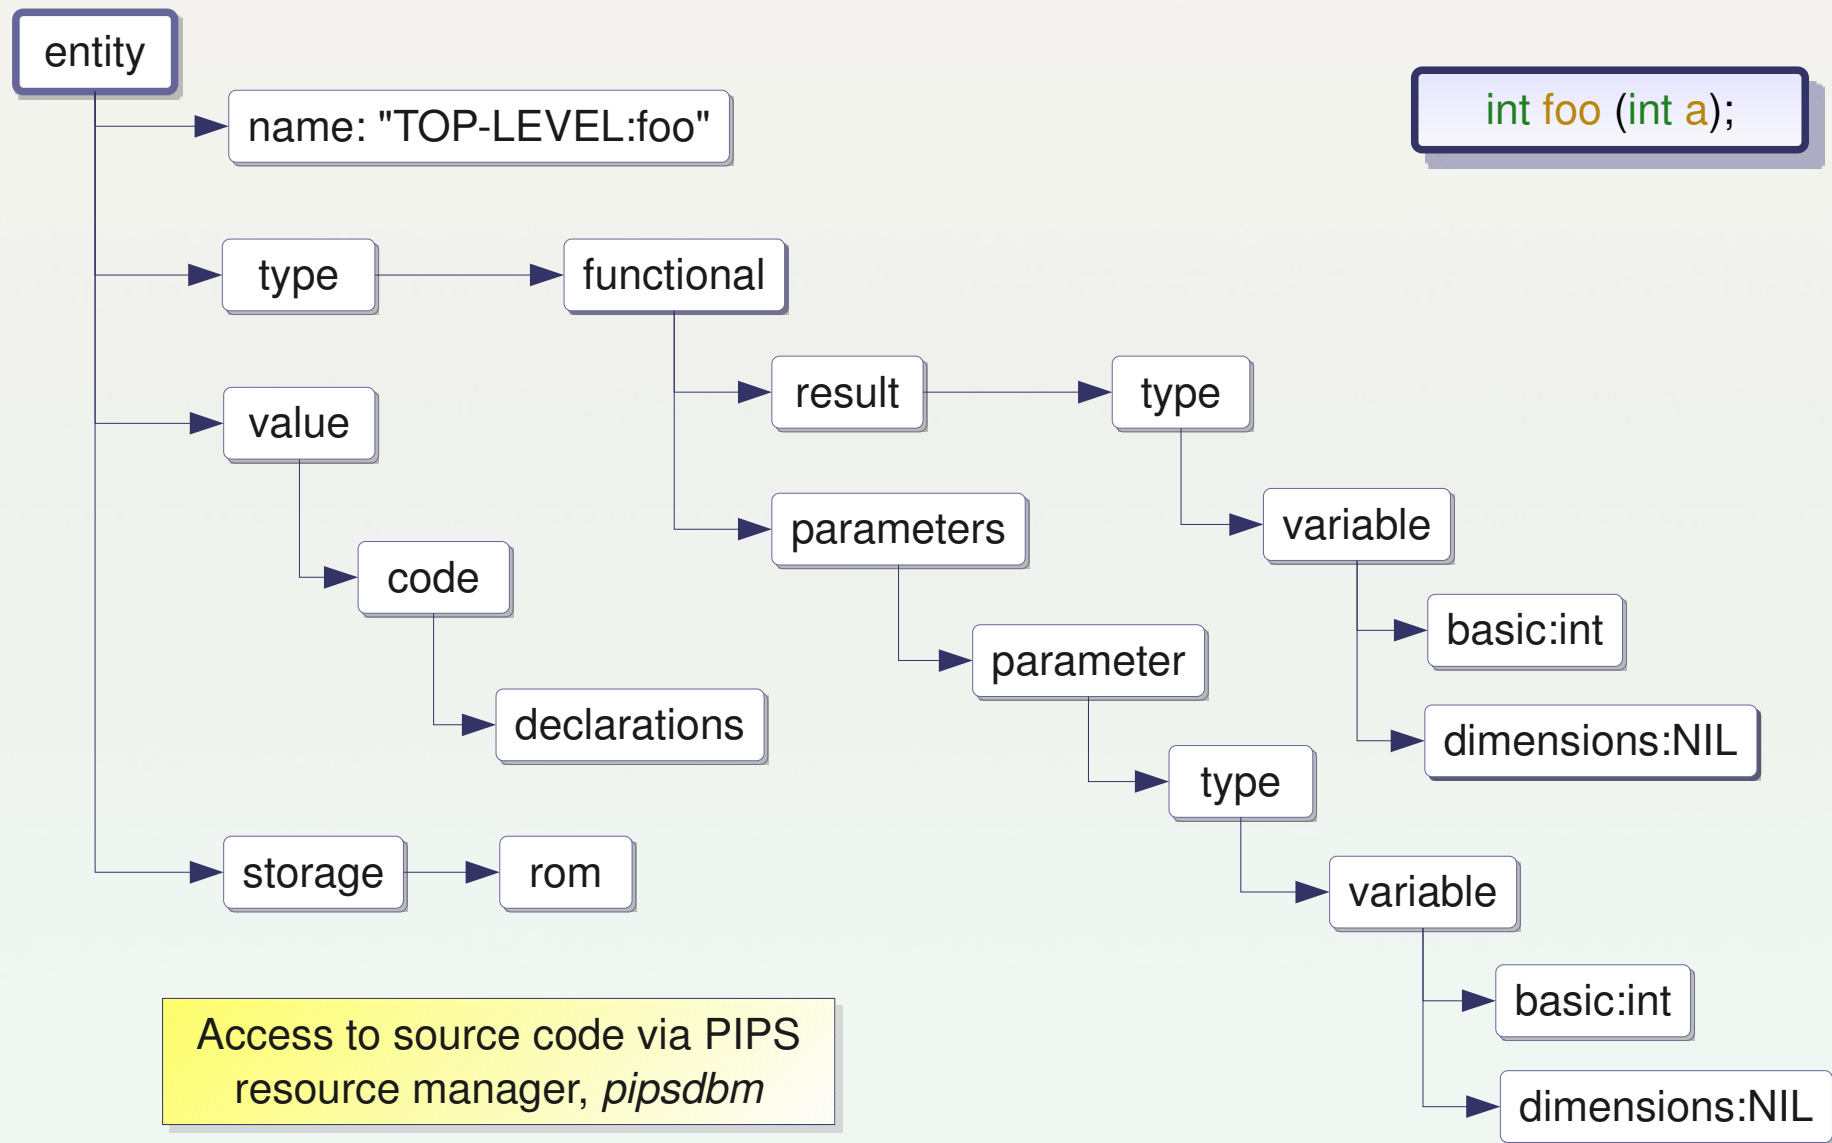 entity
name: "TOP-LEVEL:foo"
int foo (int a);
type
functional
result
type
value
parameters
variable
code
basic:int
parameter
declarations
dimensions:NIL
type
storage
rom
variable
basic:int
Access to source code via PIPS
resource manager, pipsdbm
dimensions:NIL